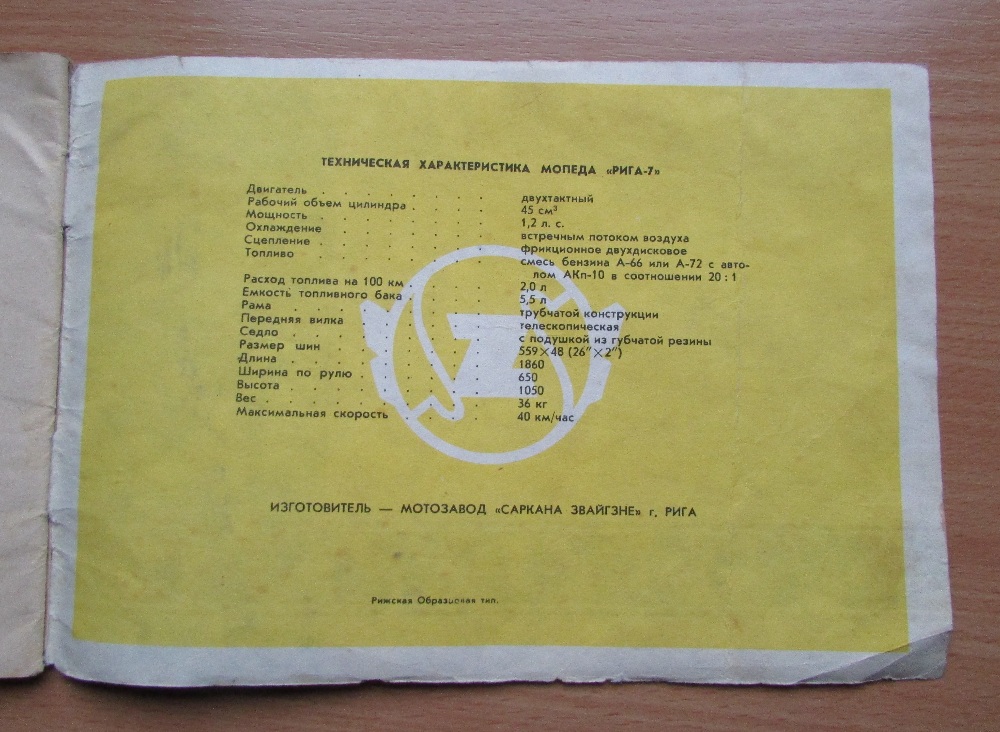 ТЕХНИЧЕСКАЯ ХАРАКТЕРИСТИКА МОПЕДА «РИГА-7»
Двигатель . . . . . . . двухтактный
Рабочий объем цилиндра . . . . 45 см³
Мощность . . . . . . . 1,2 л. с.
Охлаждение . . . . . . встречным потоком воздуха
Сцепление . . . . . . . фрикционное двухдисковое
Топливо . . . . . . . смесь бензина А-66 или А-72 с авто-
лом АКп-10 в соотношении 20 : 1
Расход топлива на 100 км . . . . 2,0 л
Емкость топливного бака . . . . 5,5 л
Рама . . . . . . . . трубчатой конструкции
Передняя вилка . . . . . телескопическая
Седло . . . . . . . . с подушкой из губчатой резины
Размер шин . . . . . . 559×48 (26″×2″)
Длина . . . . . . . . 1860
Ширина по рулю . . . . . 650
Высота . . . . . . . . 1050
Вес . . . . . . . . . 36 кг
Максимальная скорость . . . . 40 км/час
ИЗГОТОВИТЕЛЬ — МОТОЗАВОД «САРКАНА ЗВАЙГЗНЕ» г. РИГА
Рижская Образцовая тип.